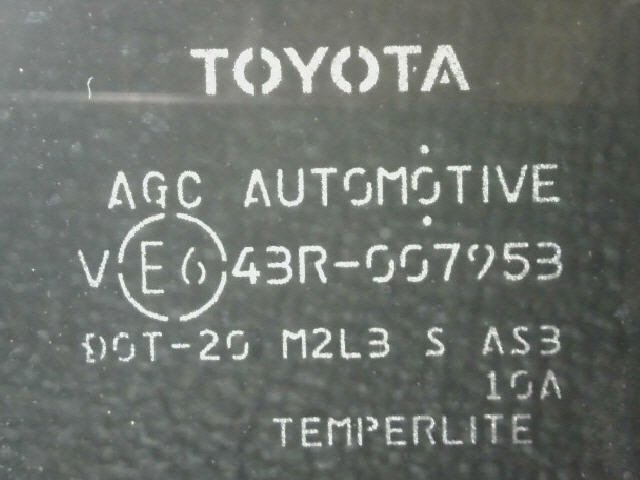 TOYOTA
AGC AUTOMOTIVE
V E6 43R-007953
DOT-20 M2L3 S AS3
10A
TEMPERLITE